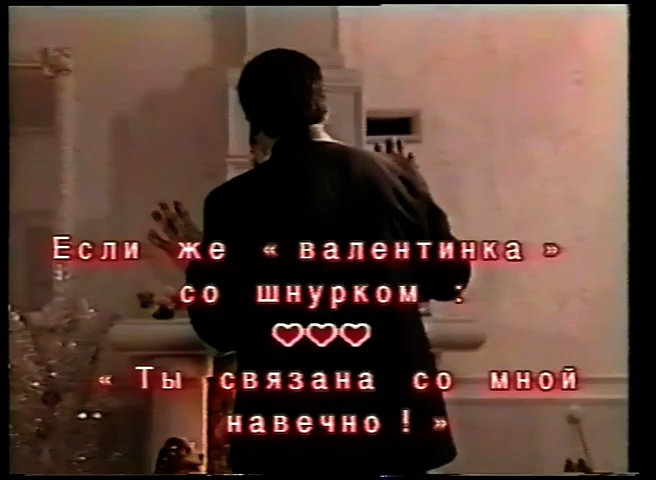 Если же « валентинка »
со шнурком :
« Ты связана со мной
навечно ! »